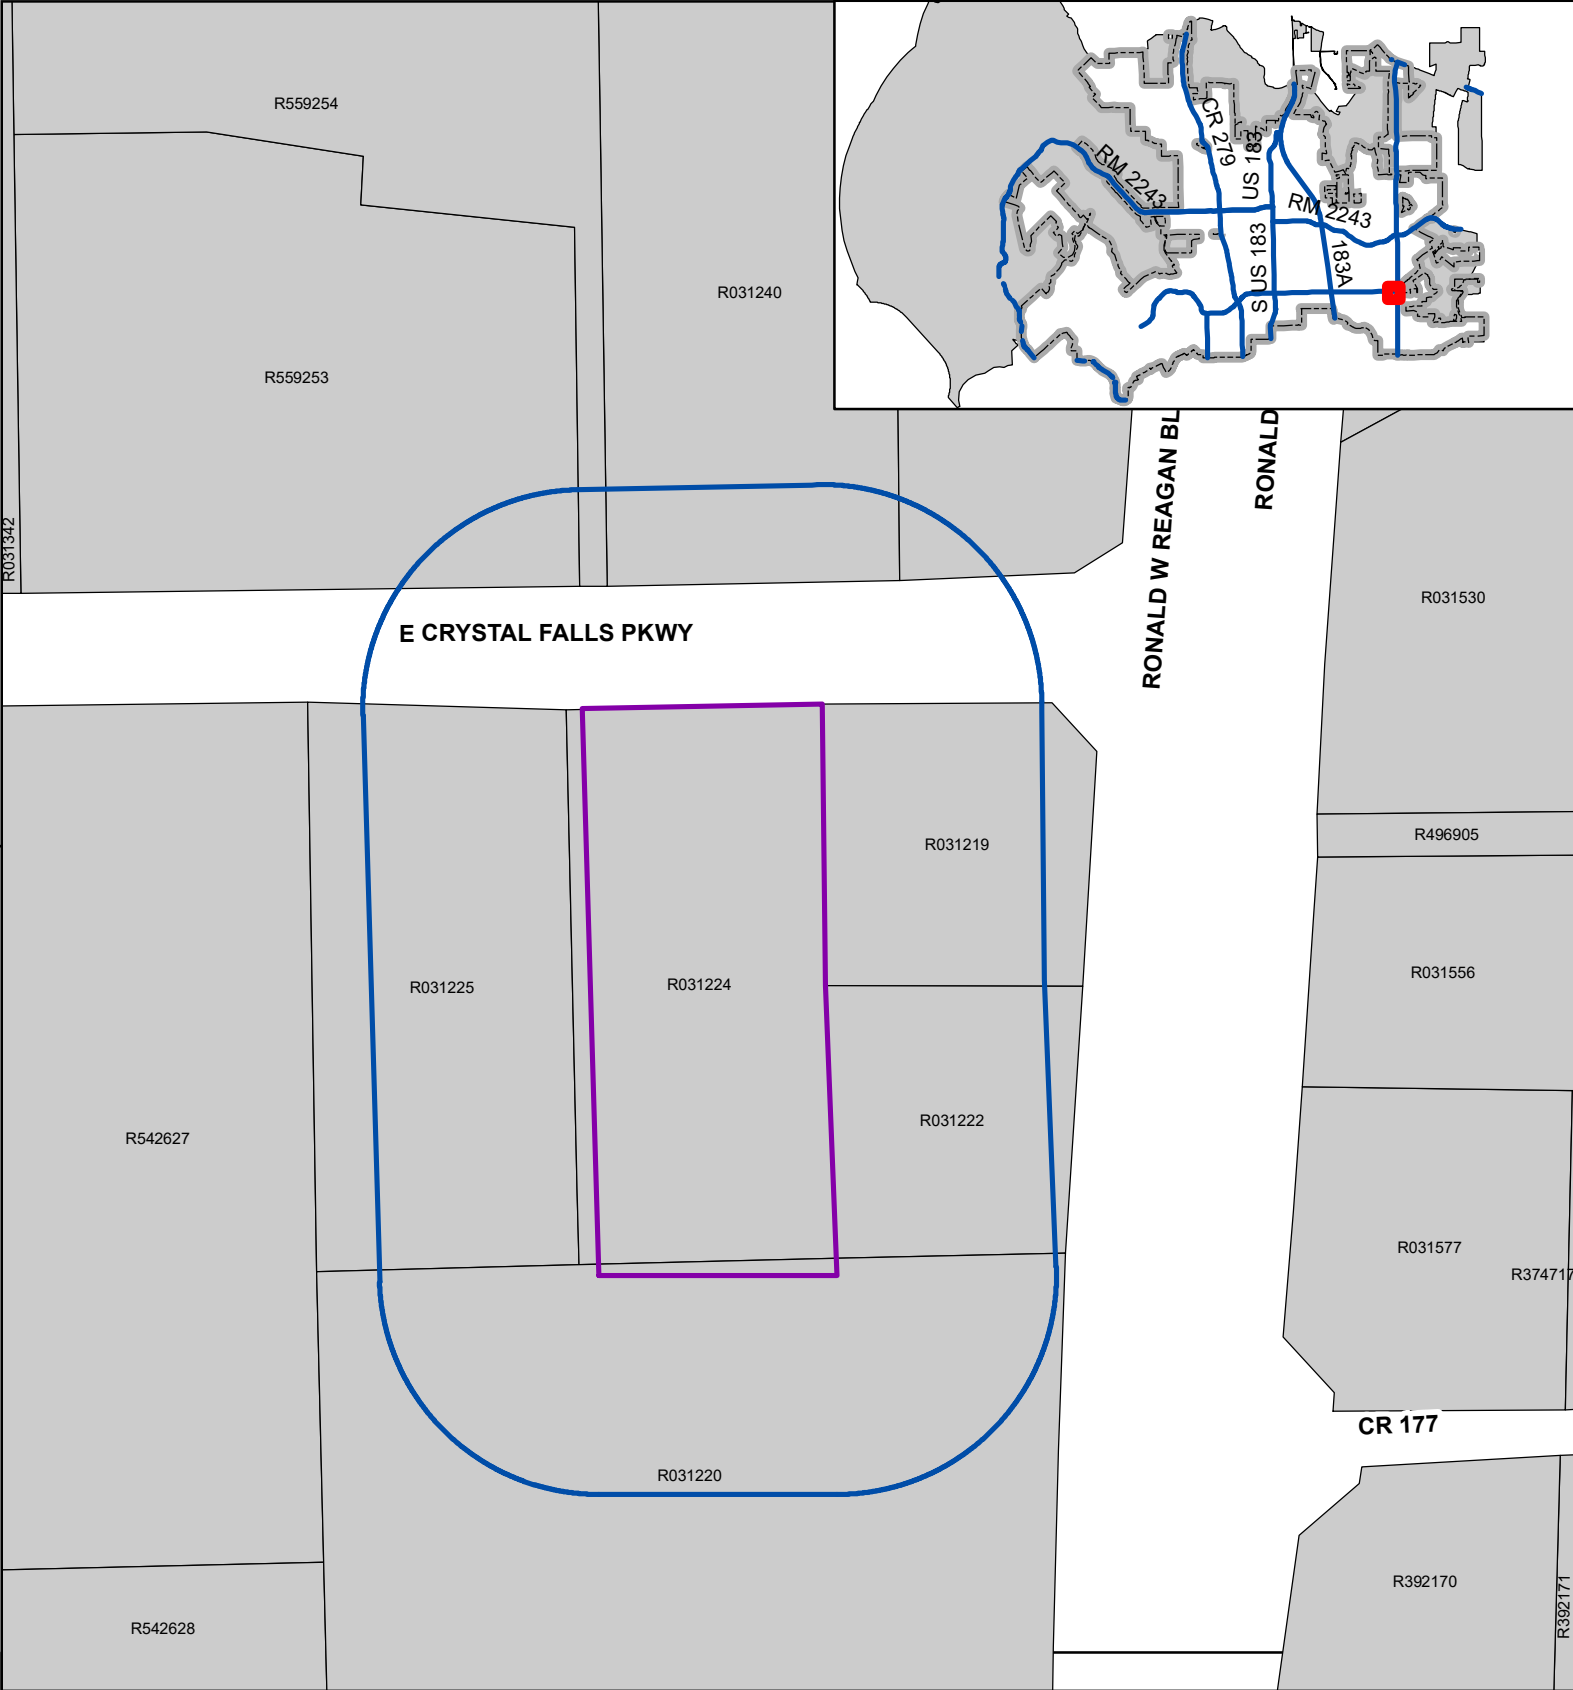 R559254
R031240
R559253
R031342
CR 279
US 183
RM 2243
RM 2243
S US 183
183A
RONALD W REAGAN BL
RONALD
R031530
E CRYSTAL FALLS PKWY
R496905
R031219
R031225
R031224
R031556
R031222
R542627
R031577
R374717
CR 177
R031220
R392170
R392171
R542628